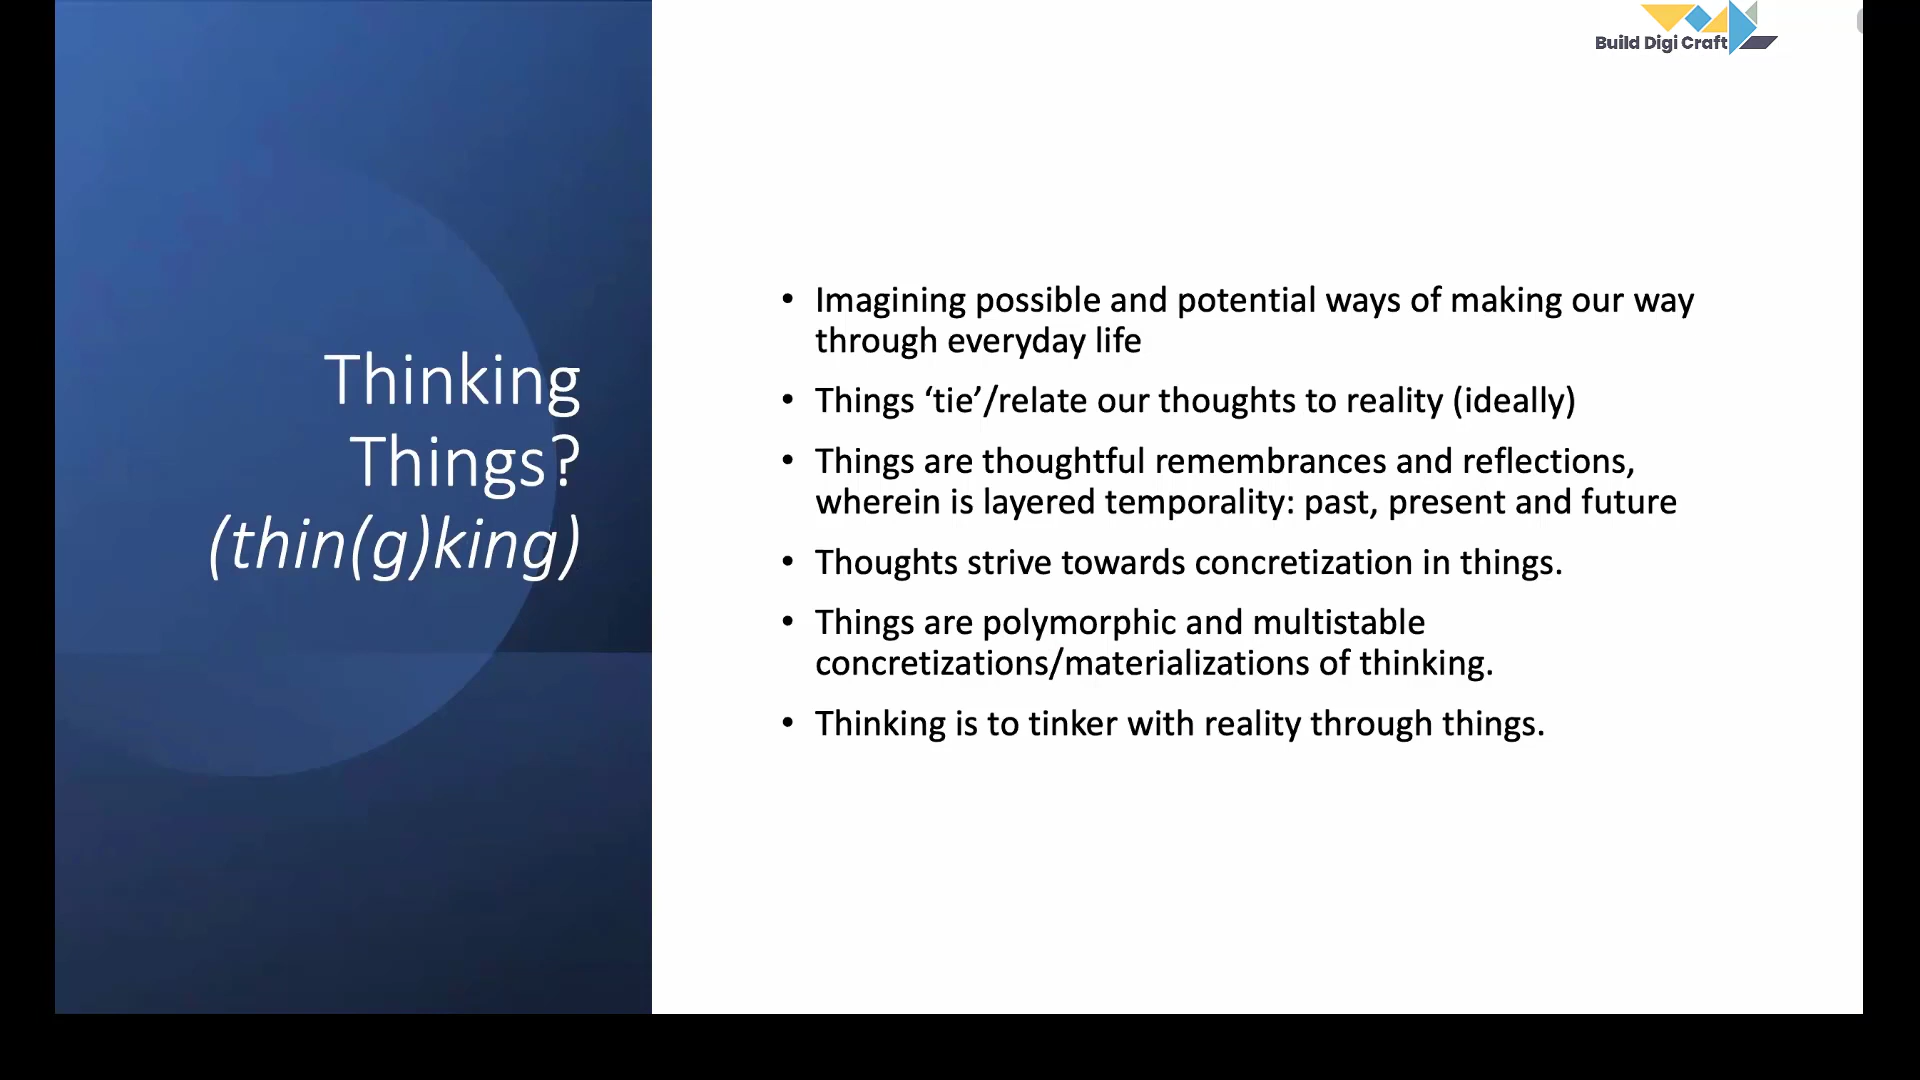 Build Digi Craft
Thinking
Things?
(thin(g)king)
• Imagining possible and potential ways of making our way
through everyday life
• Things ‘tie’/relate our thoughts to reality (ideally)
• Things are thoughtful remembrances and reflections,
wherein is layered temporality: past, present and future
• Thoughts strive towards concretization in things.
• Things are polymorphic and multistable
concretizations/materializations of thinking.
• Thinking is to tinker with reality through things.